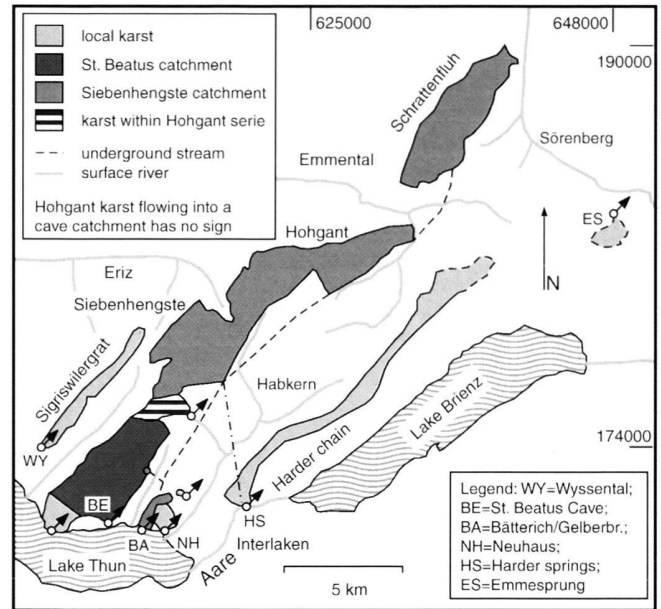 625000
648000
190000
local karst
St. Beatus catchment
Siebenhengste catchment
karst within Hohgant serie
underground stream
surface river
Hohgant karst flowing into a
cave catchment has no sign
Schrattenfluh
Sörenberg
Emmental
ES
Hohgant
N
Eriz
Siebenhengste
Sigriswilergrat
Habkern
Harder chain
Lake Brienz
174000
WY
BE
BA
NH
HS
Interlaken
Lake Thun
Aare
5 km
Legend: WY=Wyssental;
BE=St. Beatus Cave;
BA=Bätterich/Gelberbr.;
NH=Neuhaus;
HS=Harder springs;
ES=Emmesprung